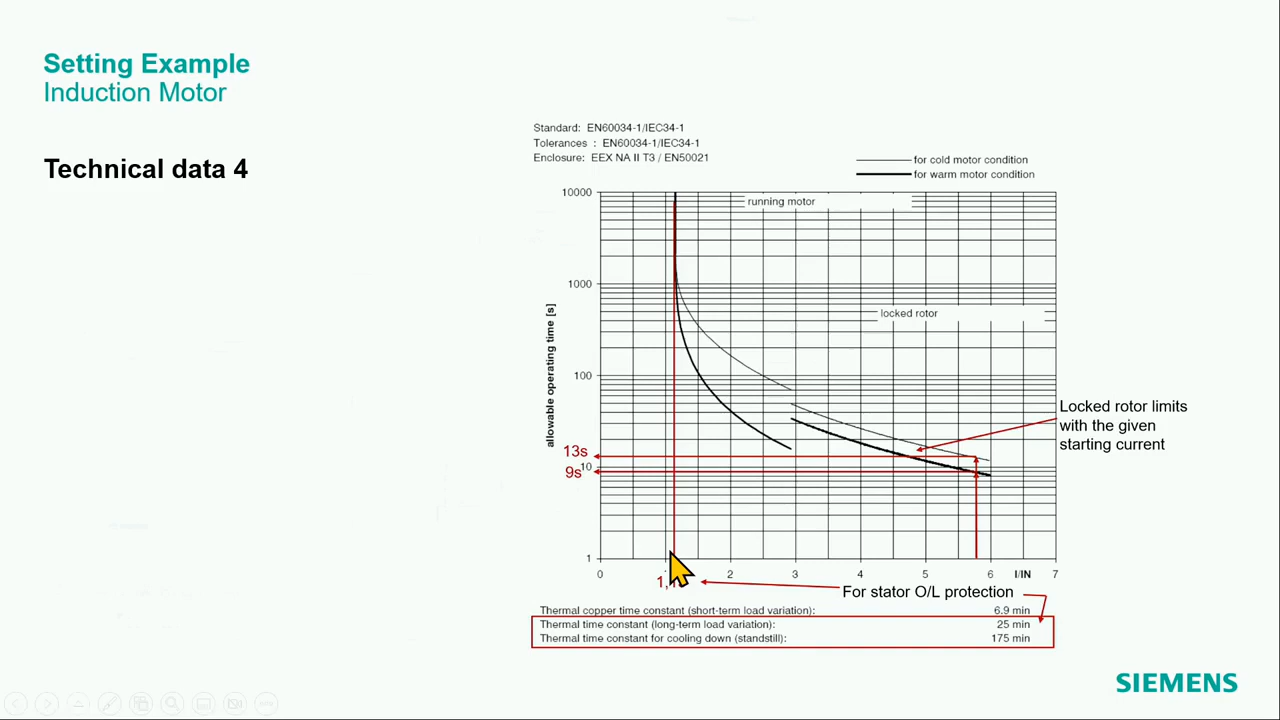 Setting Example
Induction Motor
Technical data 4
Standard: EN60034-1/IEC34-1
Tolerances : EN60034-1/IEC34-1
Enclosure: EEX NA II T3 / EN50021
for cold motor condition
for warm motor condition
running motor
locked rotor
allowable operating time [s]
10000
1000
100
10
1
13s
9s
0 2 3 4 5 6 I/IN 7
Locked rotor limits
with the given
starting current
For stator O/L protection
Thermal copper time constant (short-term load variation): 6.9 min
Thermal time constant (long-term load variation): 25 min
Thermal time constant for cooling down (standstill): 175 min
SIEMENS